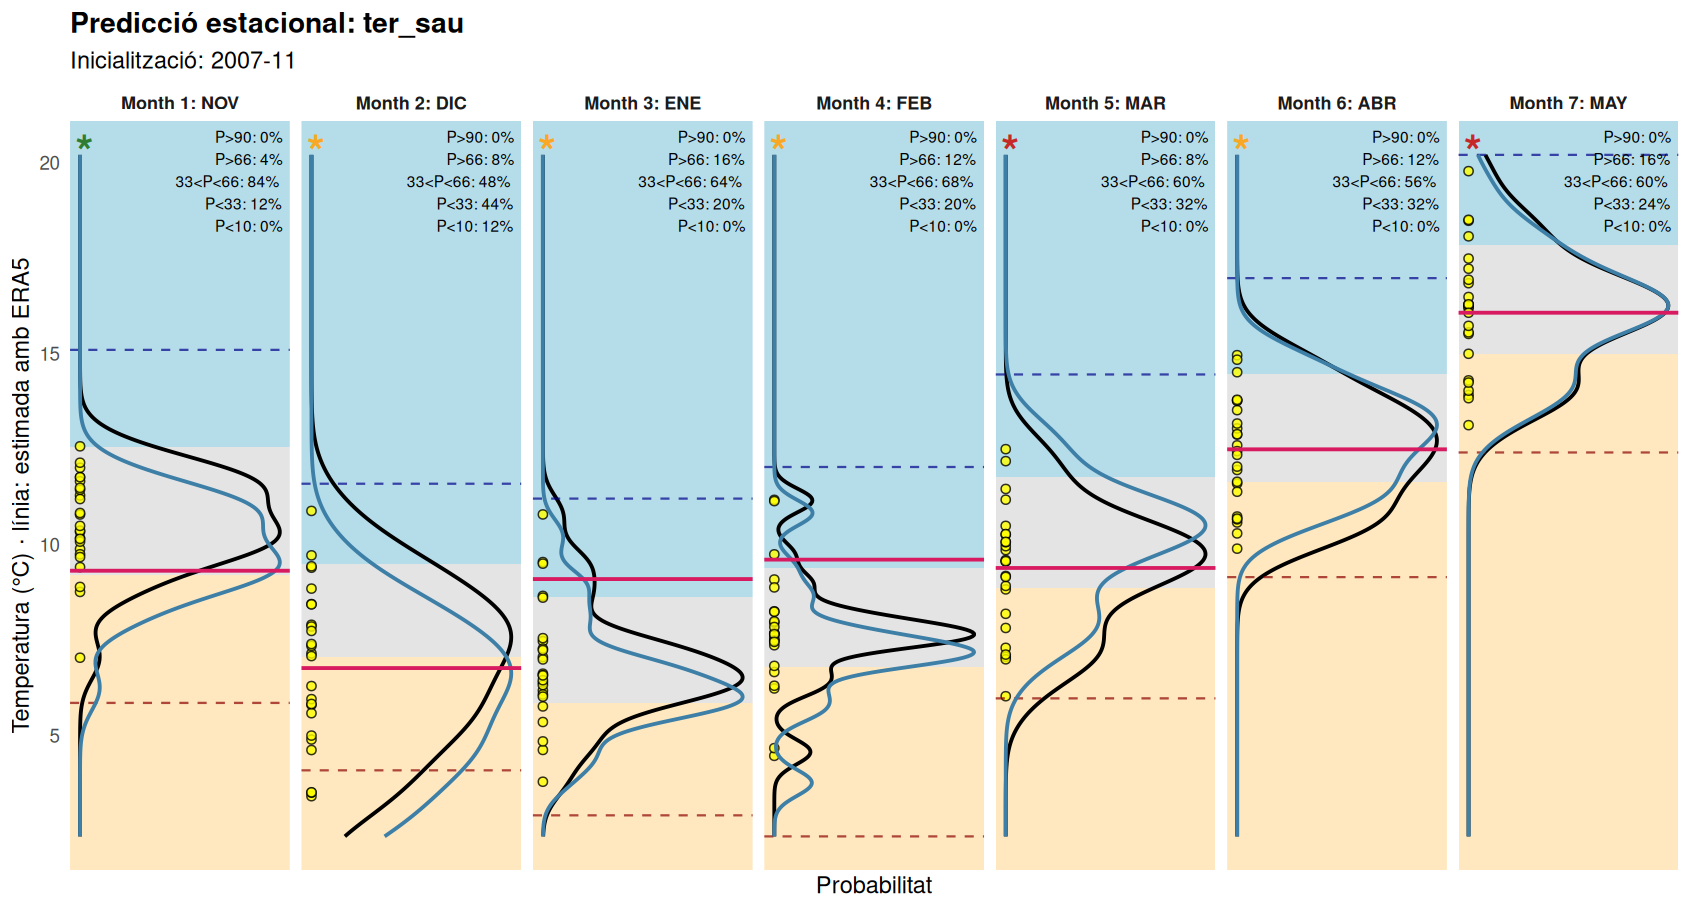 Predicció estacional: ter_sau
Inicialització: 2007-11
Month 1: NOV
Month 2: DIC
Month 3: ENE
Month 4: FEB
Month 5: MAR
Month 6: ABR
Month 7: MAY
*
P>90: 0%
P>66: 4%
33<P<66: 84%
P<33: 12%
P<10: 0%
*
P>90: 0%
P>66: 8%
33<P<66: 48%
P<33: 44%
P<10: 12%
*
P>90: 0%
P>66: 16%
33<P<66: 64%
P<33: 20%
P<10: 0%
*
P>90: 0%
P>66: 12%
33<P<66: 68%
P<33: 20%
P<10: 0%
*
P>90: 0%
P>66: 8%
33<P<66: 60%
P<33: 32%
P<10: 0%
*
P>90: 0%
P>66: 12%
33<P<66: 56%
P<33: 32%
P<10: 0%
*
P>90: 0%
P>66: 16%
33<P<66: 60%
P<33: 24%
P<10: 0%
20
15
10
5
Temperatura (°C) · línia: estimada amb ERA5
Probabilitat